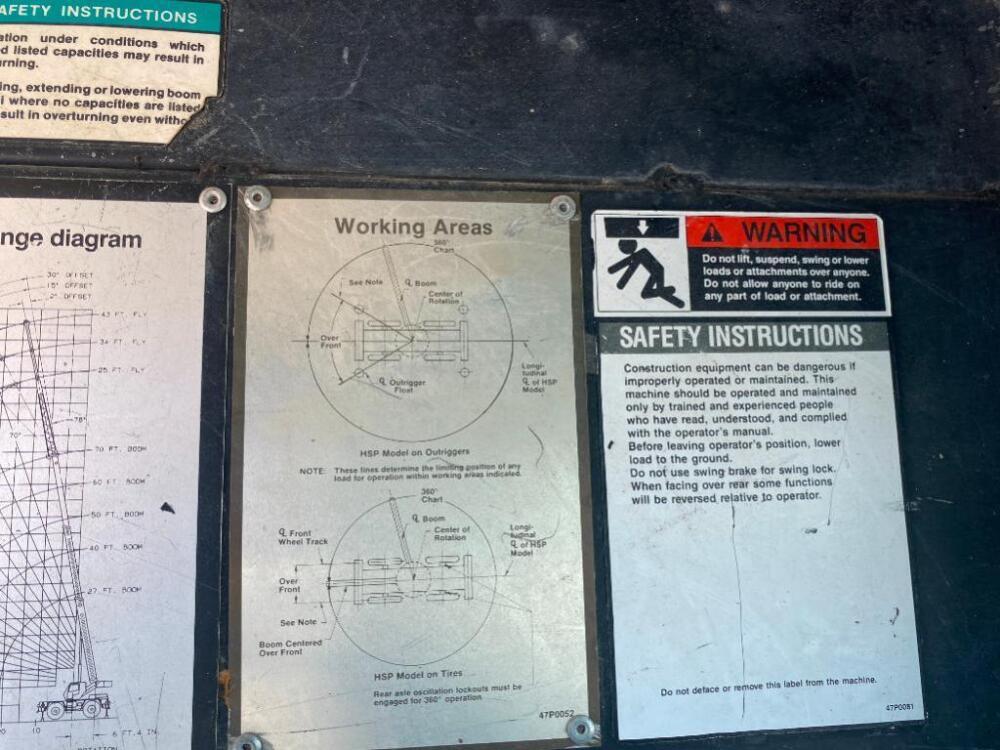 AFETY INSTRUCTIONS
ation under conditions which
d listed capacities may result in
urning.
ing, extending or lowering boom
where no capacities are listed
sult in overturning even
nge diagram
30° OFFSET
15° OFFSET
2° OFFSET
43 FT. FLY
34 FT. FLY
25 FT. FLY
78°
70°
70 FT. BOOM
60 FT. BOOM
50 FT. BOOM
40 FT. BOOM
27 FT. BOOM
10
6 FT. 4 IN.
ROTATION
Working Areas
360°
Chart
See Note
℄ Boom
Center of
Rotation
Over
Front
℄ Outrigger
Float
Longi-
tudinal
℄ of HSP
Model
HSP Model on Outriggers
NOTE: These lines determine the limiting position of any
load for operation within working areas indicated.
360°
Chart
℄ Boom
℄ Front
Wheel Track
Center of
Rotation
Longi-
tudinal
℄ of HSP
Model
Over
Front
See Note
Boom Centered
Over Front
HSP Model on Tires
Rear axle oscillation lockouts must be
engaged for 360° operation
47P0052
WARNING
Do not lift, suspend, swing or lower
loads or attachments over anyone.
Do not allow anyone to ride on
any part of load or attachment.
SAFETY INSTRUCTIONS
Construction equipment can be dangerous if
improperly operated or maintained. This
machine should be operated and maintained
only by trained and experienced people
who have read, understood, and complied
with the operator's manual.
Before leaving operator's position, lower
load to the ground.
Do not use swing brake for swing lock.
When facing over rear some functions
will be reversed relative to operator.
Do not deface or remove this label from the machine.
47P0081